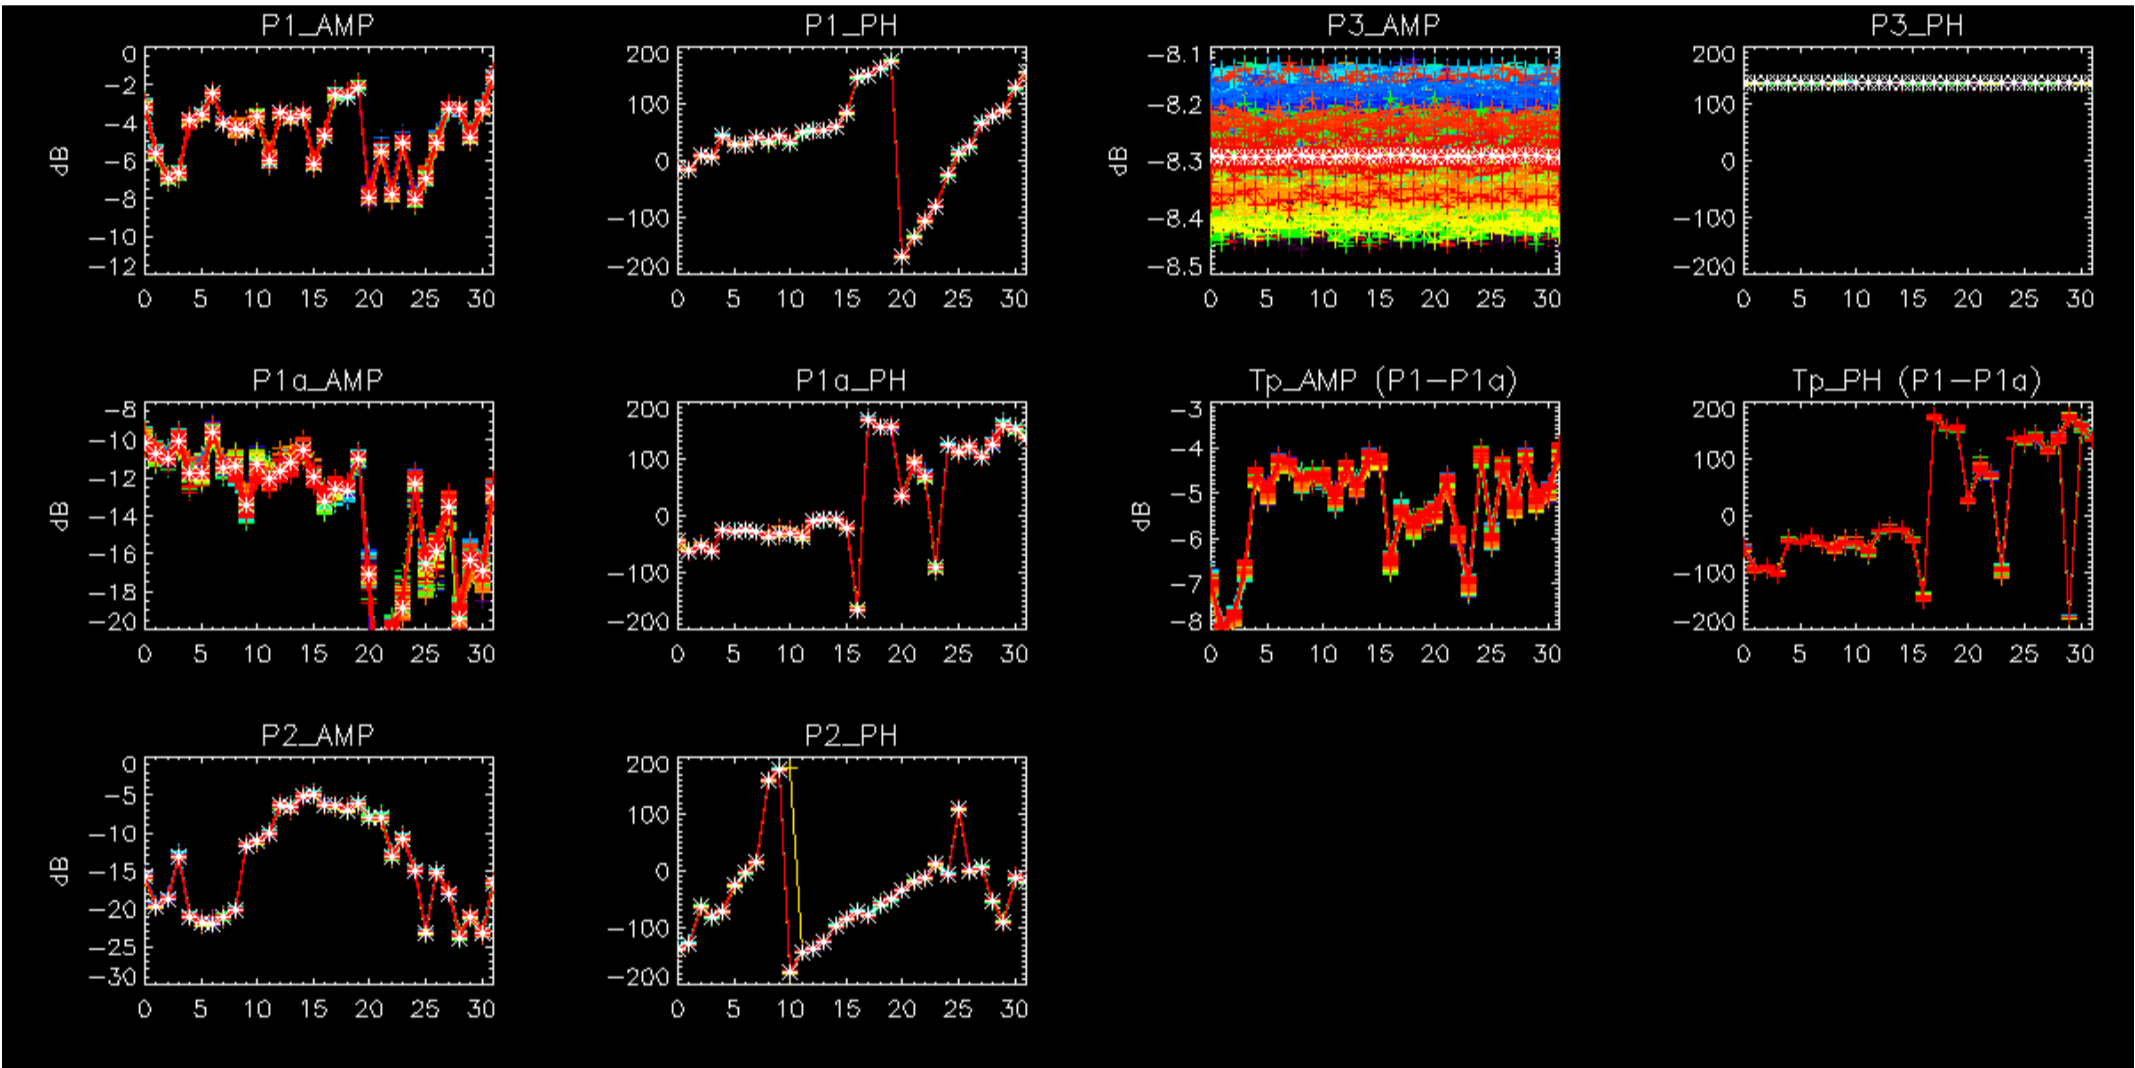 P1_AMP
P1_PH
P3_AMP
P3_PH
0
−2
−4
−6
−8
−10
−12
dB
0 5 10 15 20 25 30
200
100
0
−100
−200
0 5 10 15 20 25 30
−8.1
−8.2
−8.3
−8.4
−8.5
dB
0 5 10 15 20 25 30
200
100
0
−100
−200
0 5 10 15 20 25 30
P1a_AMP
P1a_PH
Tp_AMP (P1−P1a)
Tp_PH (P1−P1a)
−8
−10
−12
−14
−16
−18
−20
dB
0 5 10 15 20 25 30
200
100
0
−100
−200
0 5 10 15 20 25 30
−3
−4
−5
−6
−7
−8
dB
0 5 10 15 20 25 30
200
100
0
−100
−200
0 5 10 15 20 25 30
P2_AMP
P2_PH
0
−5
−10
−15
−20
−25
−30
dB
0 5 10 15 20 25 30
200
100
0
−100
−200
0 5 10 15 20 25 30